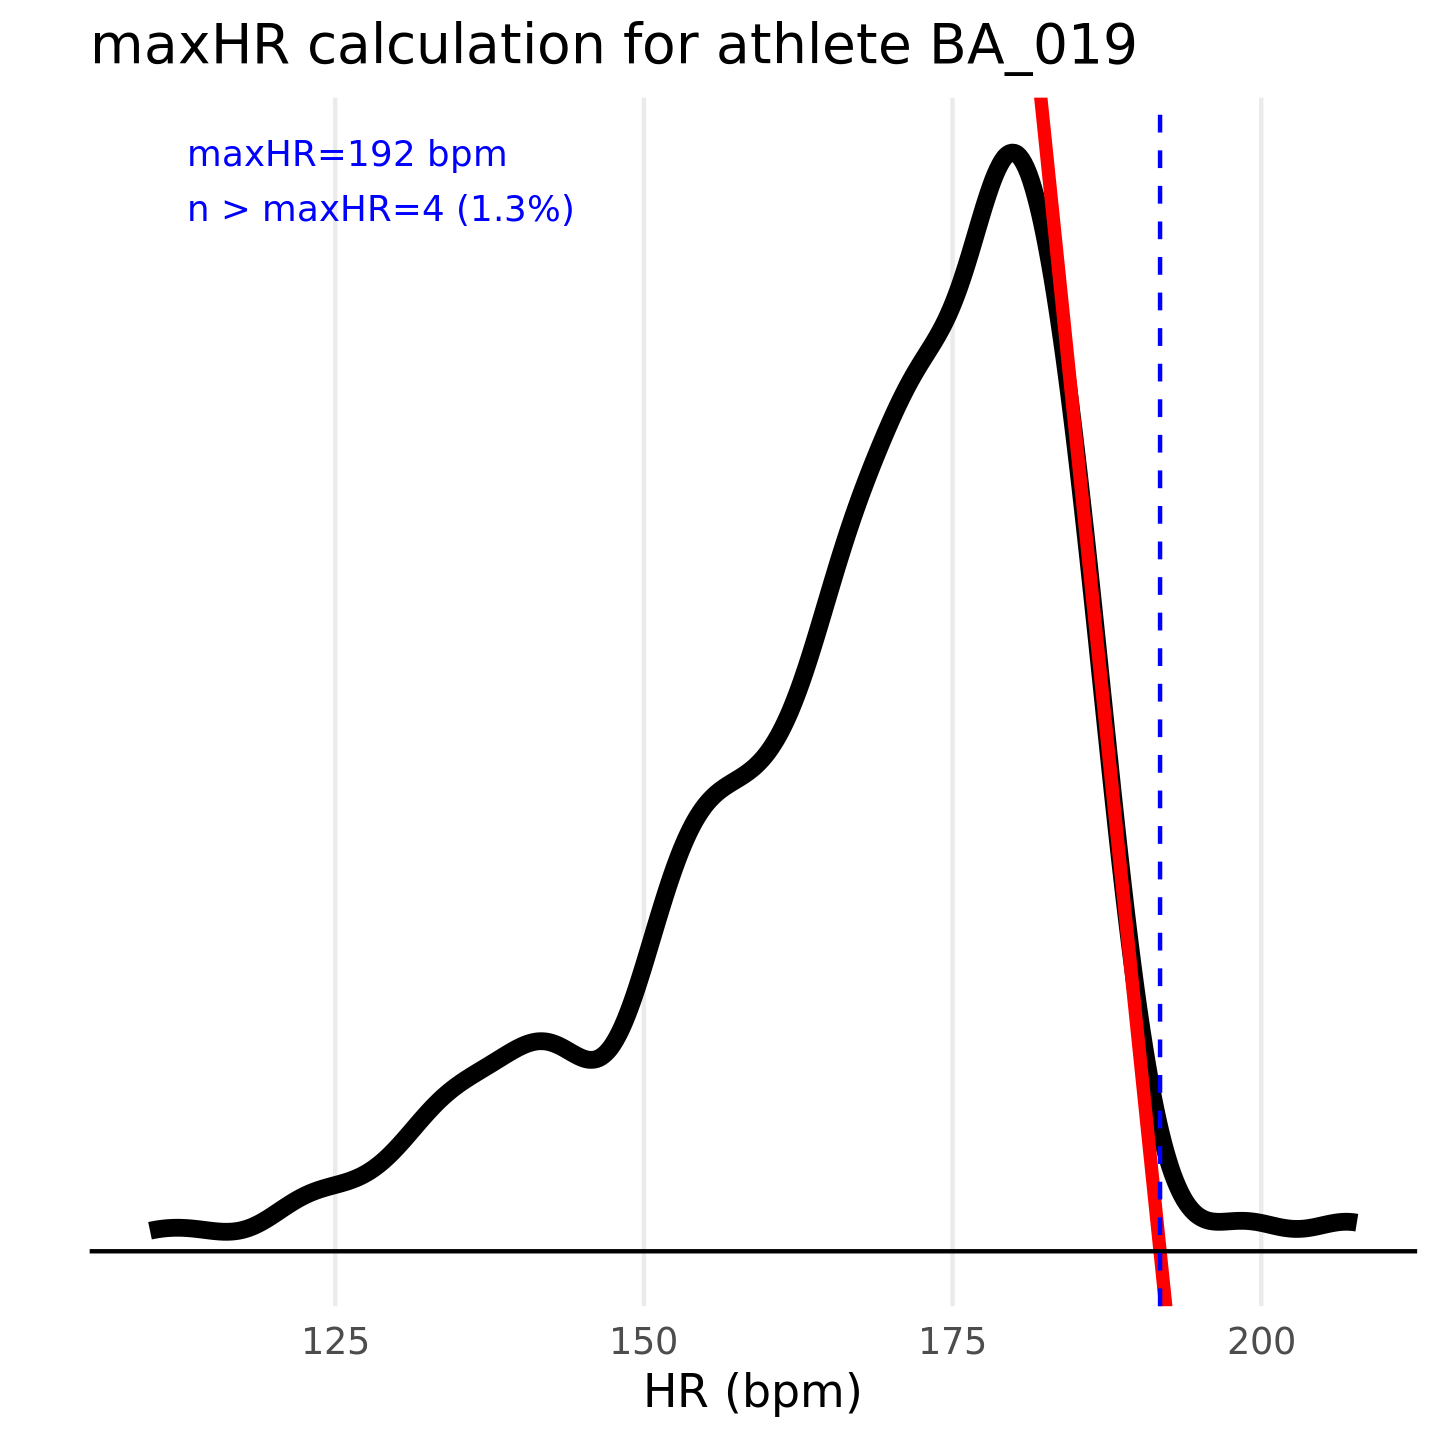 maxHR calculation for athlete BA_019
maxHR=192 bpm
n > maxHR=4 (1.3%)
125 150 175 200
HR (bpm)